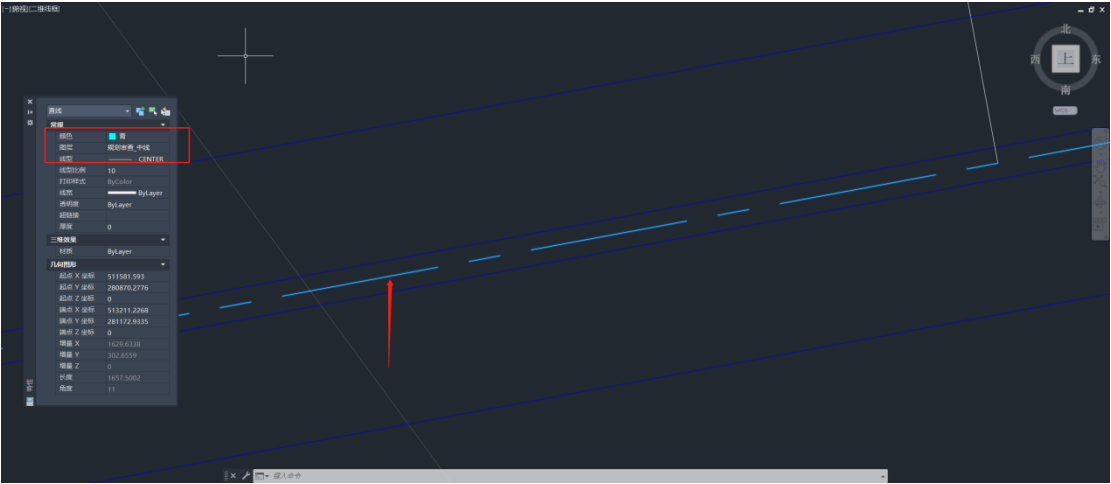 [-]俯视][二维线框]
北
西 上 东
南
WCS
直线
常规
颜色 青
图层 规划审费_中线
线型 CENTER
线型比例 10
打印样式 ByColor
线宽 ByLayer
透明度 ByLayer
超链接
厚度 0
三维效果
材质 ByLayer
几何图形
起点 X 坐标 511581.593
起点 Y 坐标 280870.2776
起点 Z 坐标 0
端点 X 坐标 513211.2268
端点 Y 坐标 281172.9335
端点 Z 坐标 0
增量 X 1629.6338
增量 Y 302.6559
增量 Z 0
长度 1657.5002
角度 11
特性
键入命令